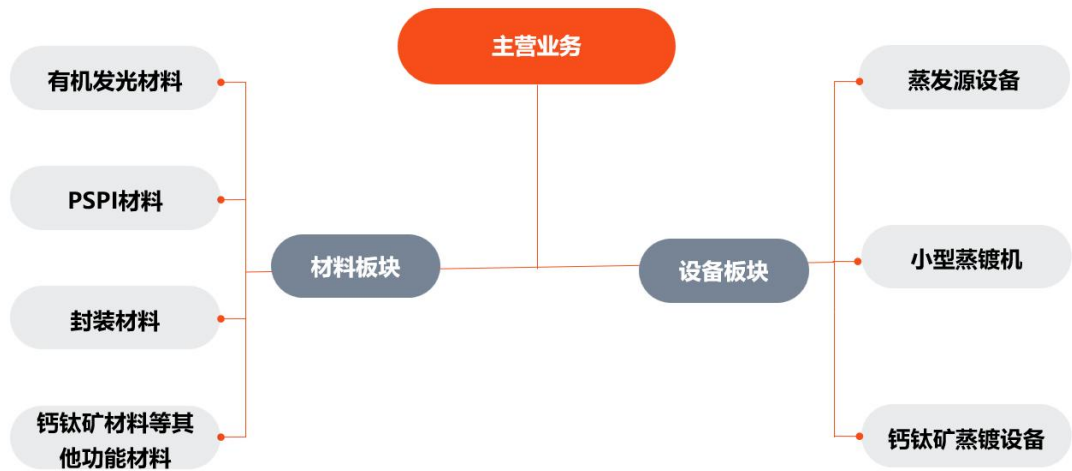 主营业务
有机发光材料
PSPI材料
封装材料
钙钛矿材料等其
他功能材料
材料板块
设备板块
蒸发源设备
小型蒸镀机
钙钛矿蒸镀设备